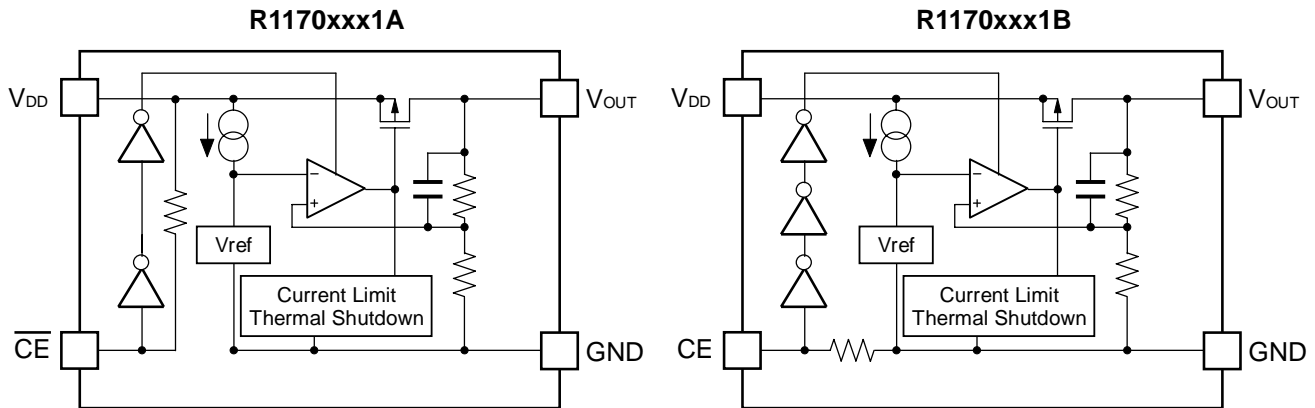 R1170xxx1A
VDD
VOUT
−
+
Vref
Current Limit
Thermal Shutdown
CE
GND
R1170xxx1B
VDD
VOUT
−
+
Vref
Current Limit
Thermal Shutdown
CE
GND